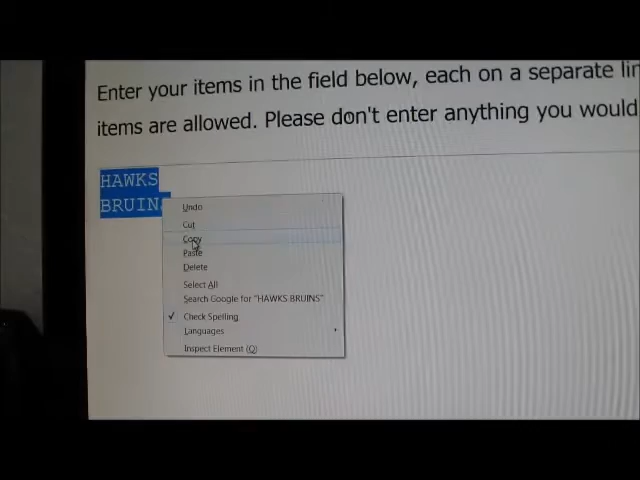 Enter your items in the field below, each on a separate
items are allowed. Please don't enter anything you would
HAWKS
BRUINS
Undo
Cut
Copy
Paste
Delete
Select All
Search Google for "HAWKS BRUINS"
✓ Check Spelling
Languages
Inspect Element (Q)